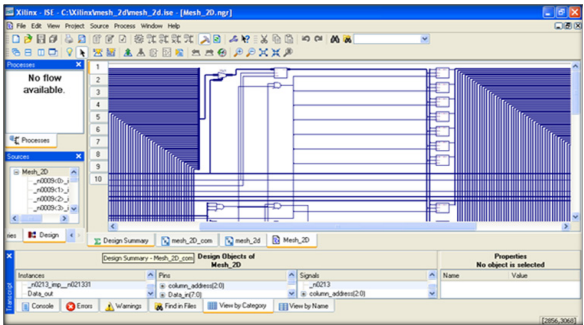 Xilinx - ISE - C:\Xilinx\mesh_2d\mesh_2d.ise - [Mesh_2D.ngr]
File Edit View Project Source Process Window Help
Processes
No flow
available.
Processes
Sources
Mesh_2D
_n0009<0>_i
_n0009<1>_i
_n0009<2>_i
_n0009<3>_i
Design
1
2
3
4
5
6
7
8
9
10
Design Summary
mesh_2D_com
mesh_2d
Mesh_2D
Design Summary - Mesh_2D_com
Design Objects of
Mesh_2D
Properties
No object is selected
Instances
Pins
Signals
Name
Value
_n0213_imp_n021331
column_address(2:0)
_n0213
Data_out
Data_in(7:0)
column_address(2:0)
Transcript
Console
Errors
Warnings
Find in Files
View by Category
View by Name
[2856,3068]